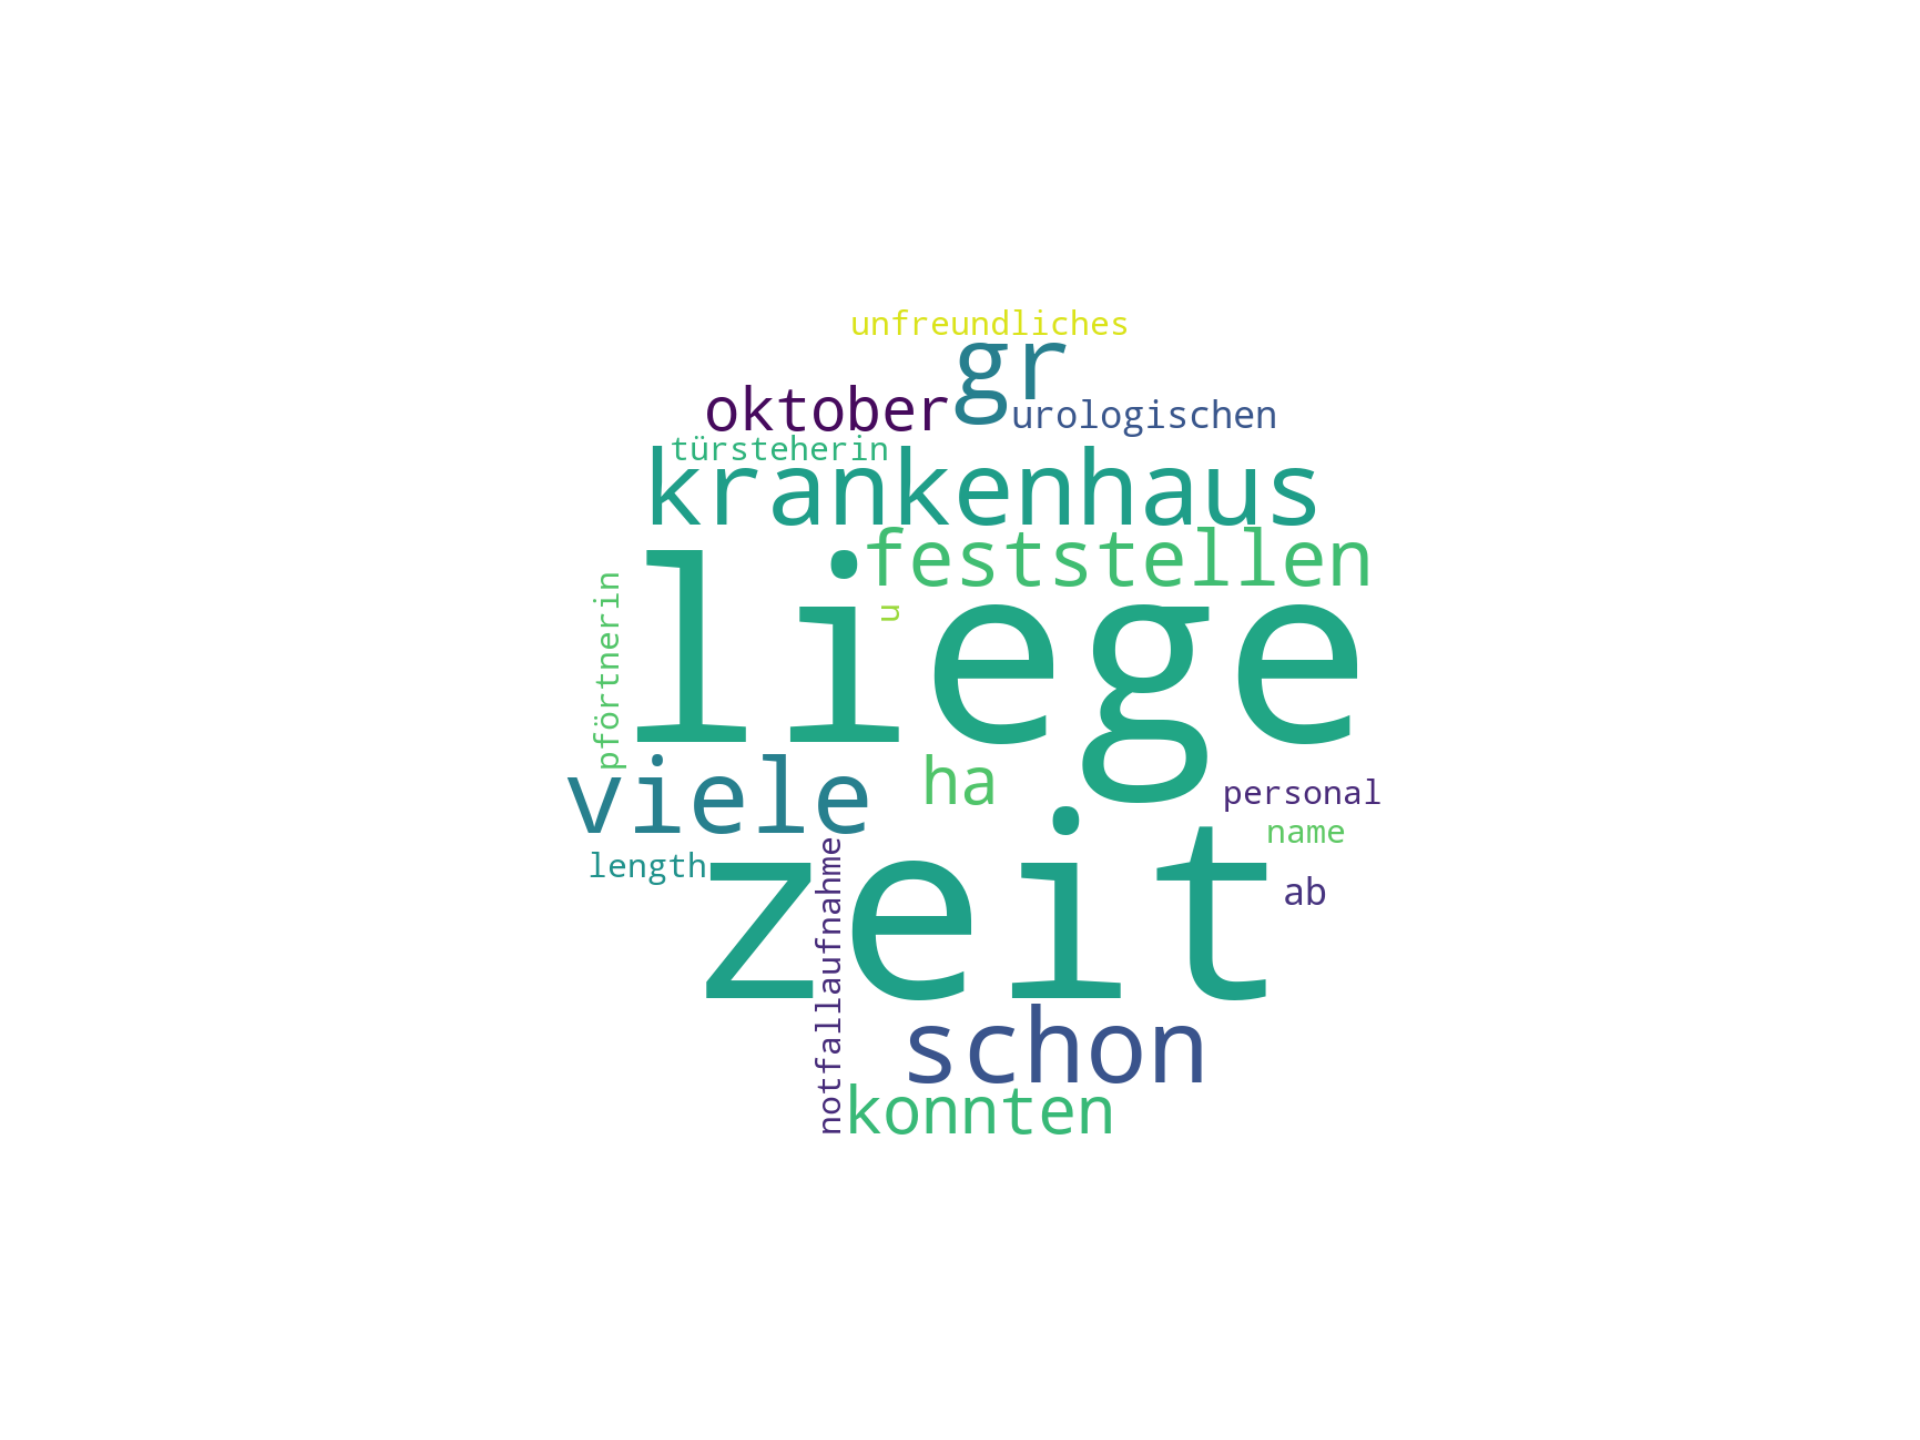 unfreundliches
gr
oktober
urologischen
türsteherin
krankenhaus
feststellen
liege
u
pförtnerin
viele
ha
personal
name
length
zeit
ab
notfallaufnahme
schon
konnten